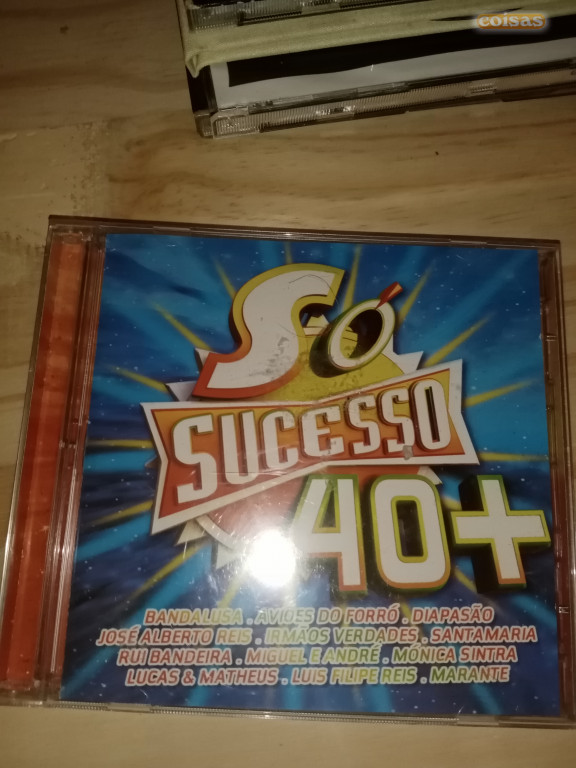 coisas
Só
SUCESSO
40+
BANDALUSA . AVIÕES DO FORRÓ . DIAPASÃO
JOSÉ ALBERTO REIS . IRMÃOS VERDADES . SANTAMARIA
RUI BANDEIRA . MIGUEL E ANDRÉ . MÓNICA SINTRA
LUCAS & MATHEUS . LUIS FILIPE REIS . MARANTE